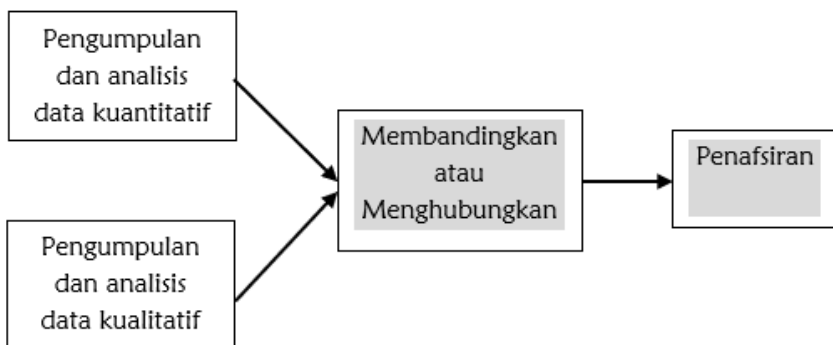 Pengumpulan
dan analisis
data kuantitatif
Pengumpulan
dan analisis
data kualitatif
Membandingkan
atau
Menghubungkan
Penafsiran